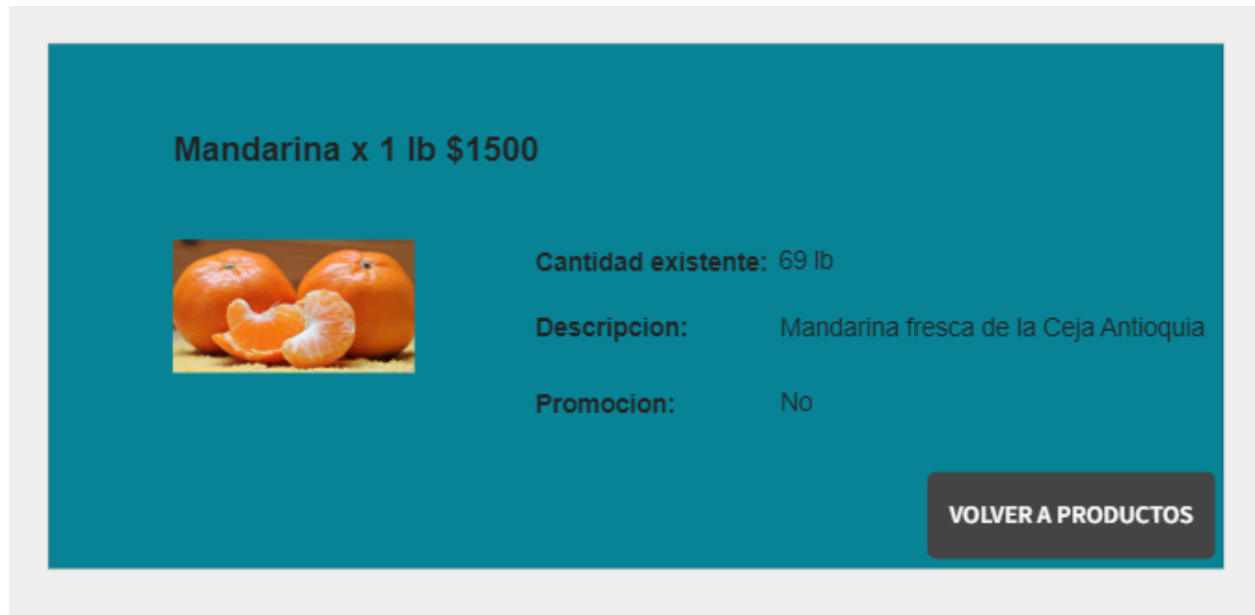 Mandarina x 1 lb $1500
Cantidad existente: 69 lb
Descripcion: Mandarina fresca de la Ceja Antioquia
Promocion: No
VOLVER A PRODUCTOS